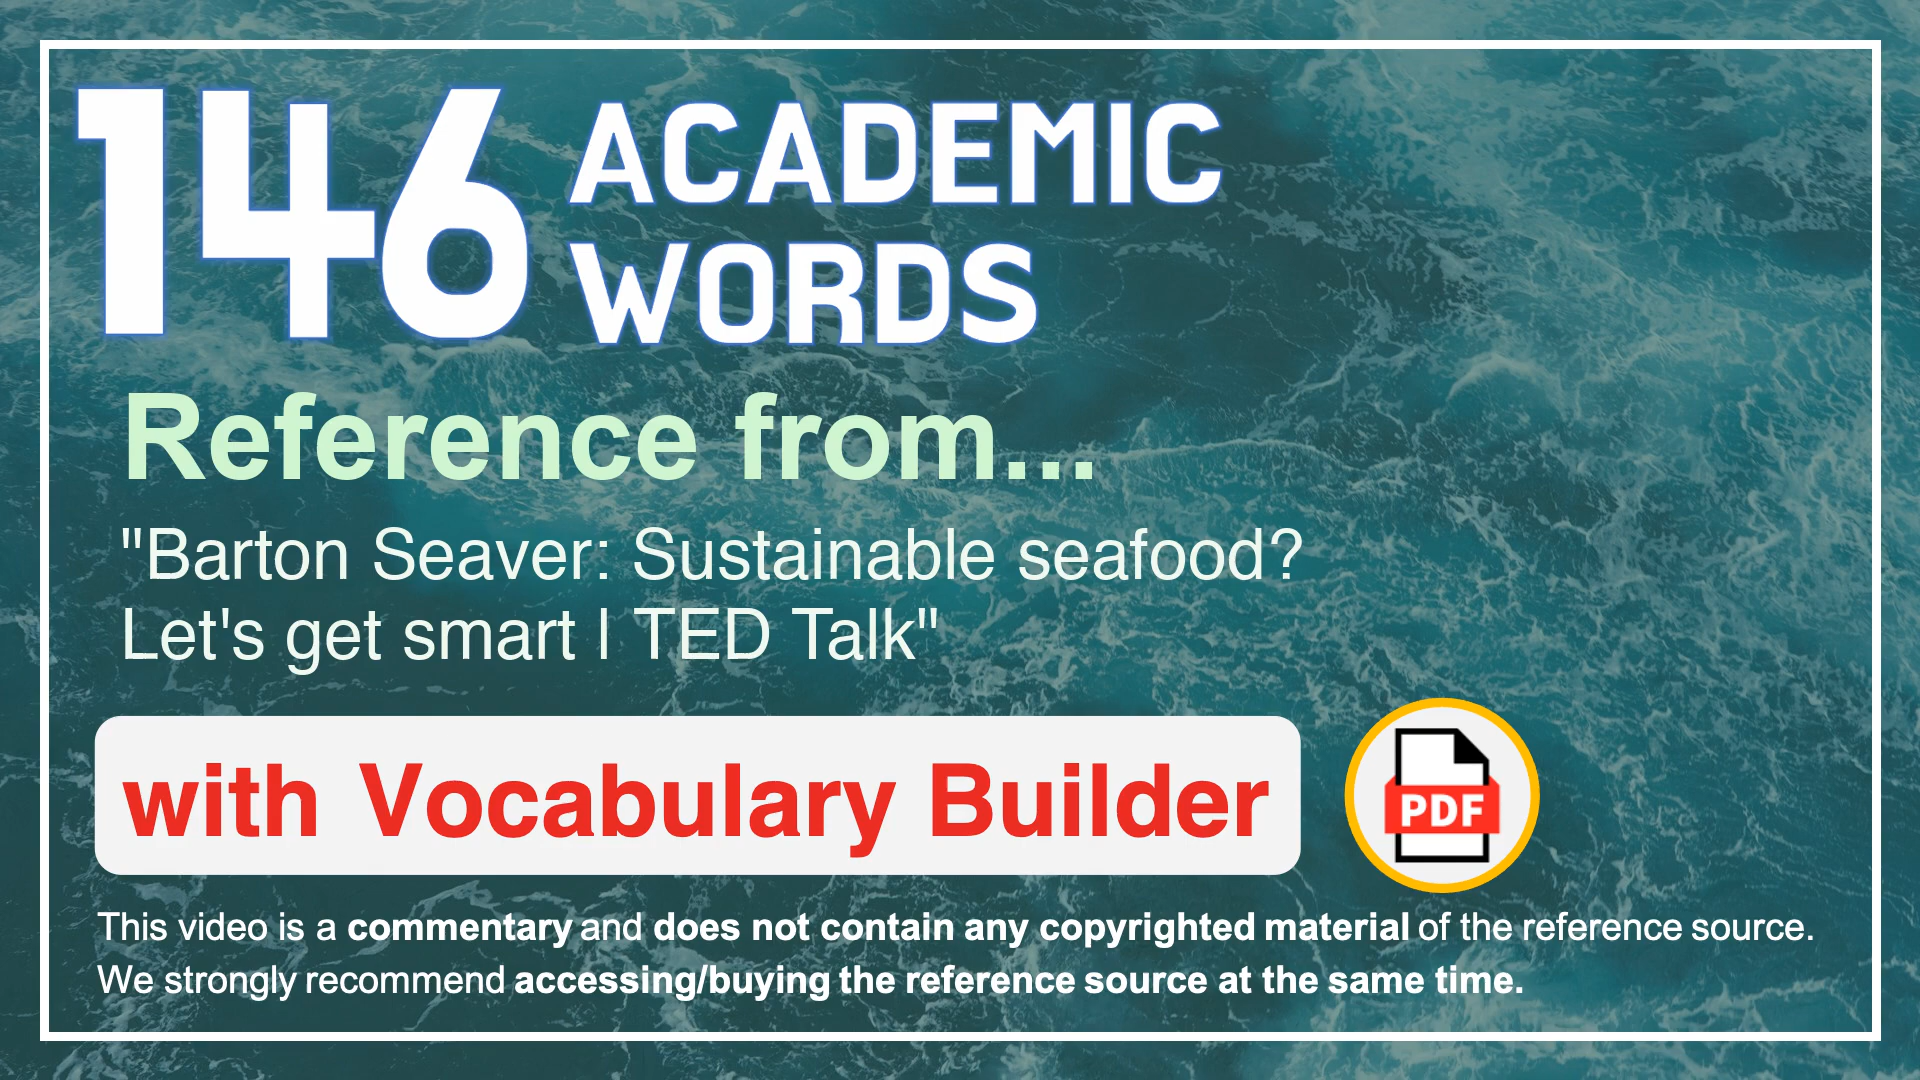 146 ACADEMIC
WORDS
Reference from...
"Barton Seaver: Sustainable seafood?
Let's get smart | TED Talk"
with Vocabulary Builder
PDF
This video is a commentary and does not contain any copyrighted material of the reference source.
We strongly recommend accessing/buying the reference source at the same time.